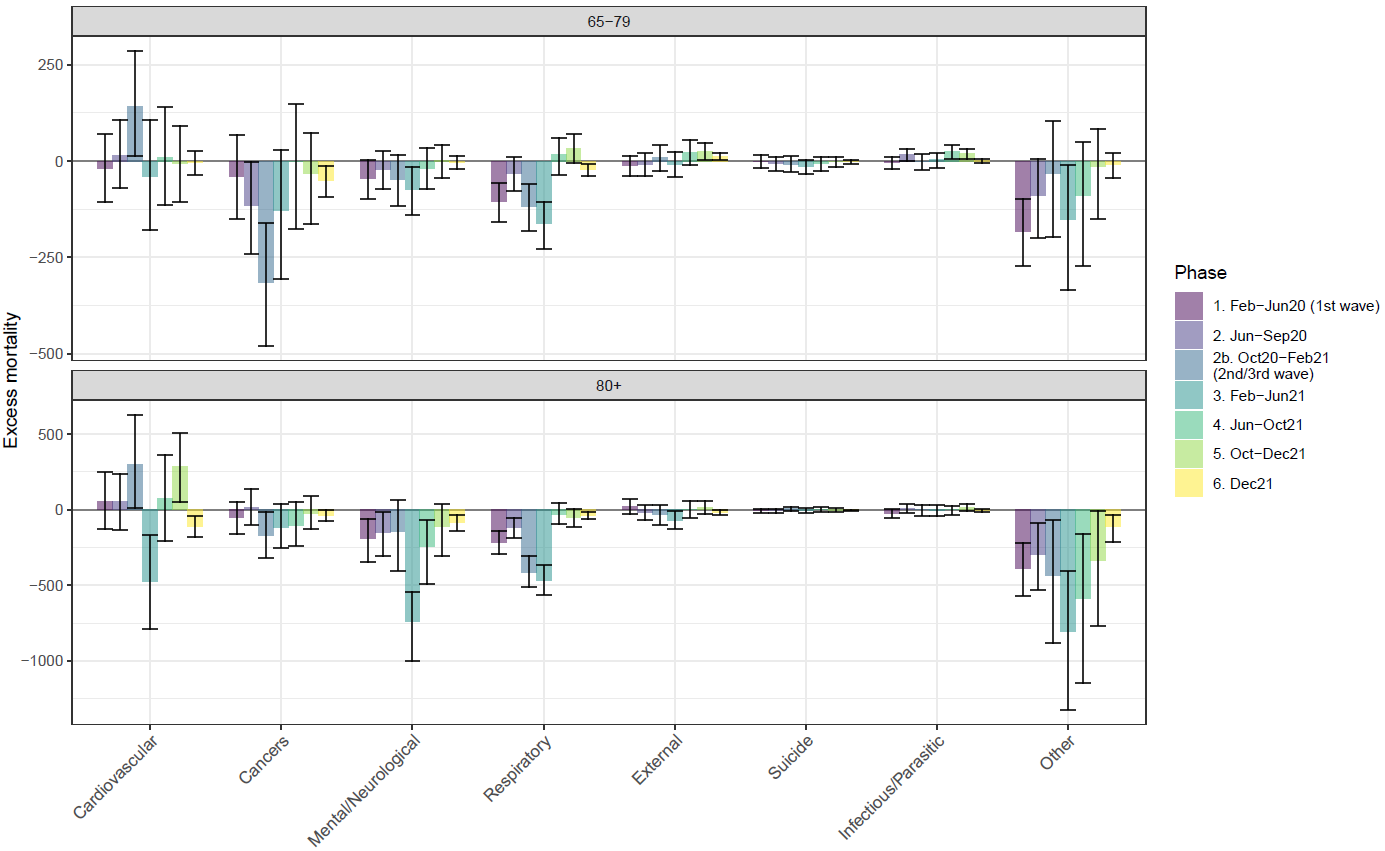 65−79
250
0
−250
−500
Excess mortality
80+
500
0
−500
−1000
Cardiovascular
Cancers
Mental/Neurological
Respiratory
External
Suicide
Infectious/Parasitic
Other
Phase
1. Feb−Jun20 (1st wave)
2. Jun−Sep20
2b. Oct20−Feb21
(2nd/3rd wave)
3. Feb−Jun21
4. Jun−Oct21
5. Oct−Dec21
6. Dec21